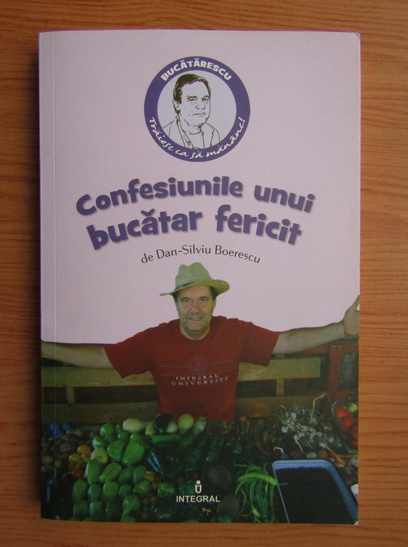 BUCĂTĂRESCU
Trăiesc ca să mănânc!
Confesiunile unui
bucătar fericit
de Dan-Silviu Boerescu
INTEGRAL
UNIVERSITY
INTEGRAL